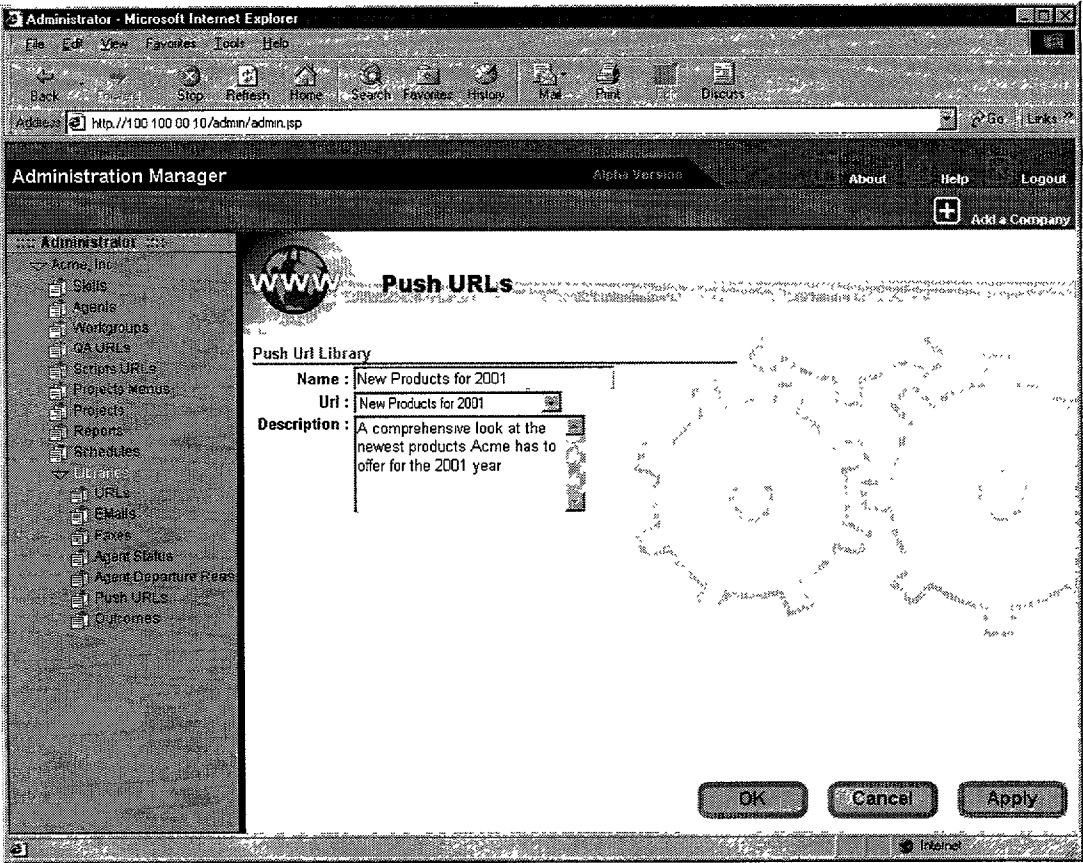 Administrator - Microsoft Internet Explorer
File Edit View Favorites Tools Help
Back Stop Refresh Home Search Favorites History Mail Print Discuss
Address http://100 100 00 10/admin/admin.jsp Go Links »
Administration Manager Alpha Version About Help Logout
Add a Company
:::: Administrator ::::
Acme, Inc
Skills
Agents
Workgroups
QA URLs
Scripts URLs
Projects Menus
Projects
Reports
Schedules
Libraries
URLs
EMails
Faxes
Agent Status
Agent Departure Reas
Push URLs
Outcomes
WWW Push URLs
Push Url Library
Name : New Products for 2001
Url : New Products for 2001
Description : A comprehensive look at the
newest products Acme has to
offer for the 2001 year
OK Cancel Apply
Internet